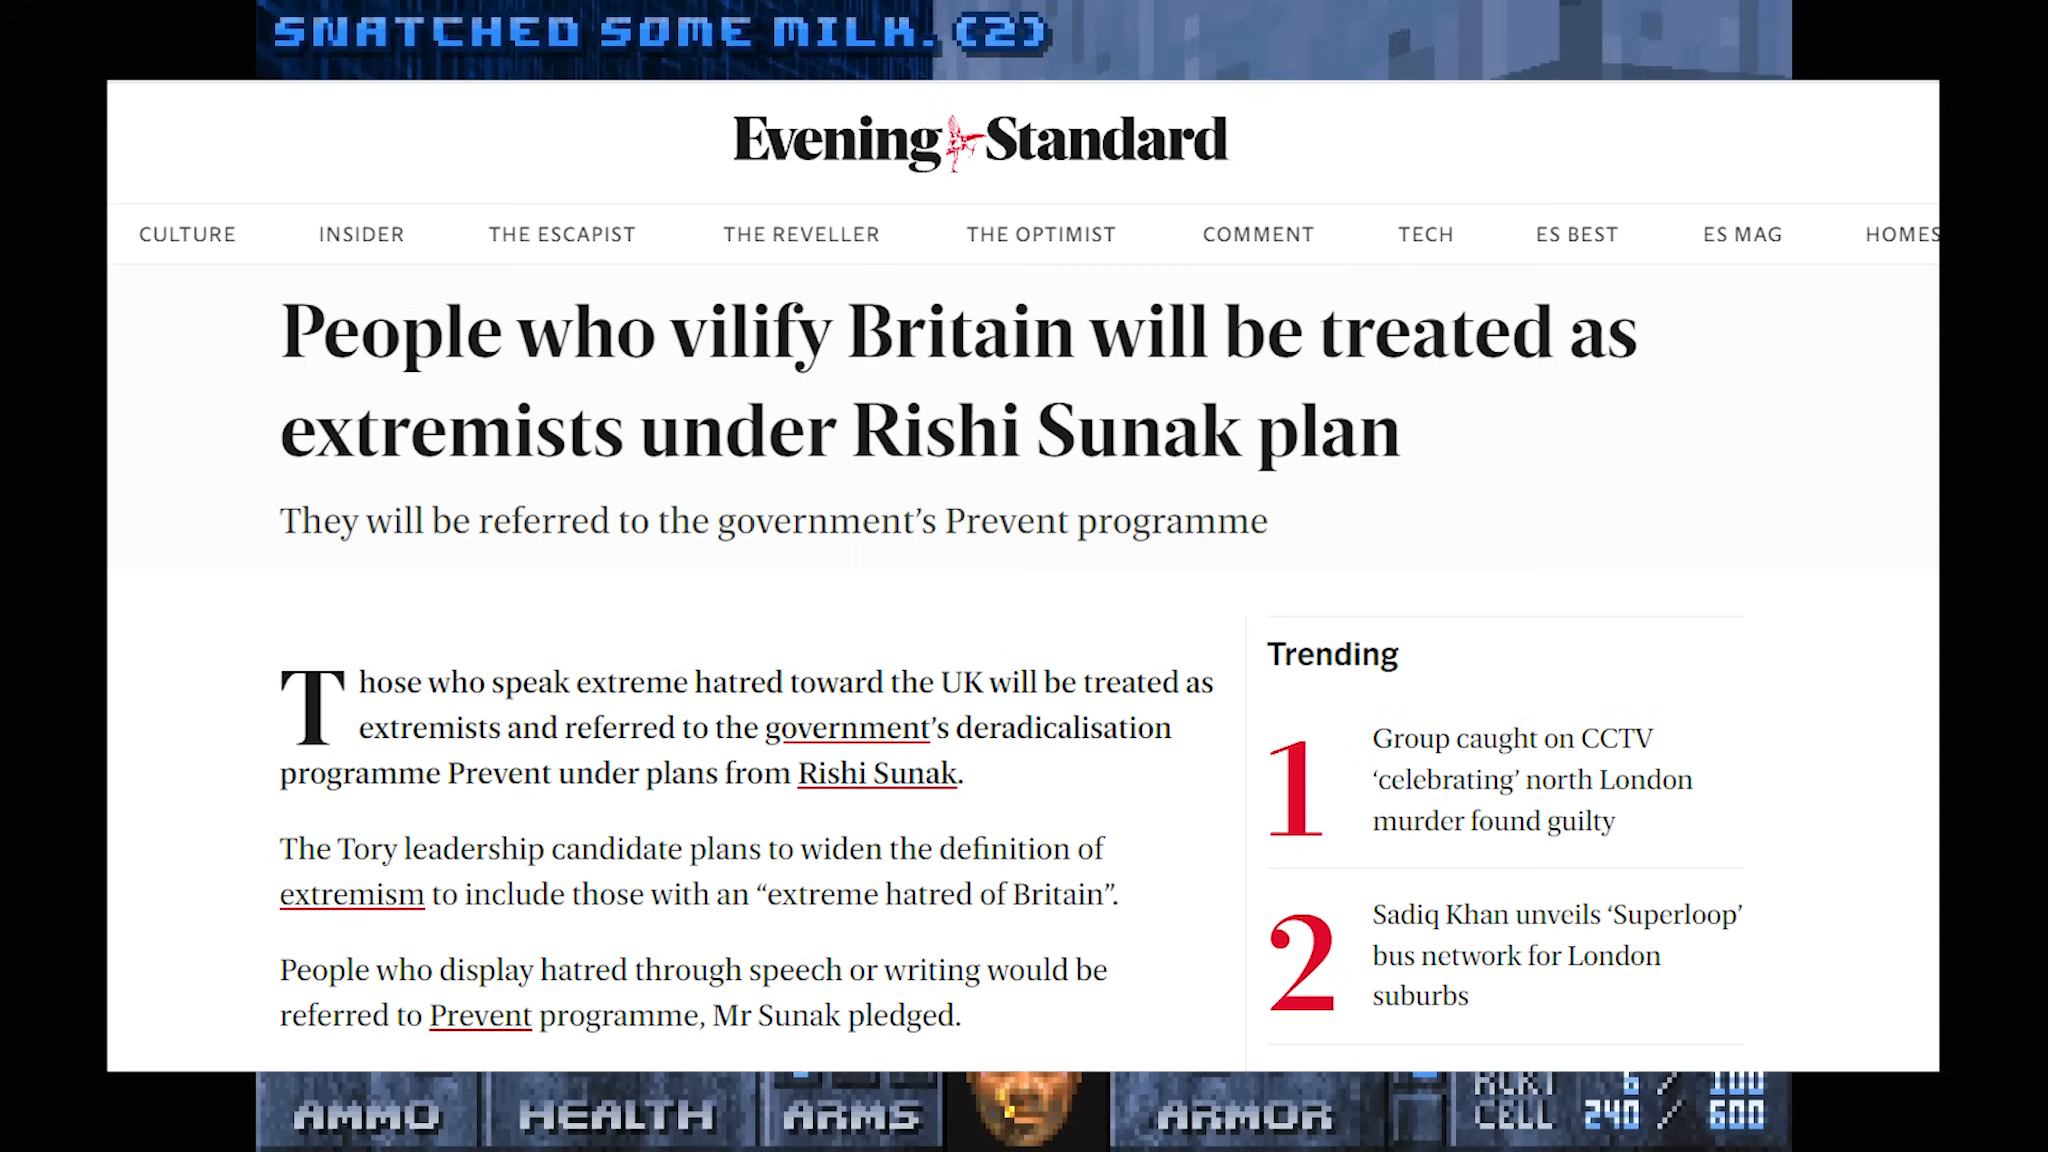 SNATCHED SOME MILK. (2)
Evening Standard
CULTURE INSIDER THE ESCAPIST THE REVELLER THE OPTIMIST COMMENT TECH ES BEST ES MAG HOMES
People who vilify Britain will be treated as
extremists under Rishi Sunak plan
They will be referred to the government’s Prevent programme
Those who speak extreme hatred toward the UK will be treated as
extremists and referred to the government’s deradicalisation
programme Prevent under plans from Rishi Sunak.
The Tory leadership candidate plans to widen the definition of
extremism to include those with an “extreme hatred of Britain”.
People who display hatred through speech or writing would be
referred to Prevent programme, Mr Sunak pledged.
Trending
1
Group caught on CCTV
‘celebrating’ north London
murder found guilty
2
Sadiq Khan unveils ‘Superloop’
bus network for London
suburbs
AMMO HEALTH ARMS ARMOR
CELL 240 / 600